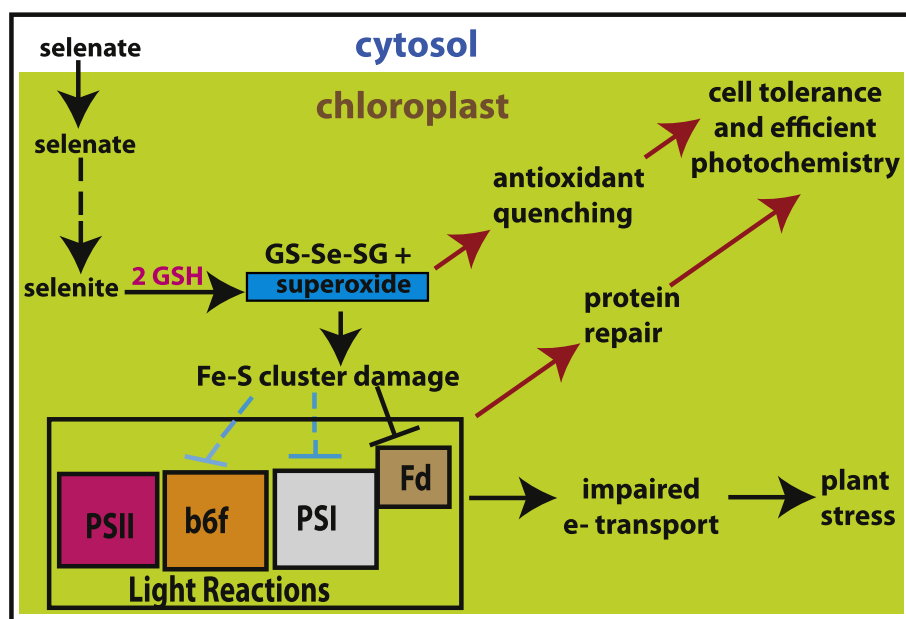 cytosol
selenate
chloroplast
selenate
selenite
2 GSH
GS-Se-SG +
superoxide
antioxidant
quenching
cell tolerance
and efficient
photochemistry
protein
repair
Fe-S cluster damage
PSII
b6f
PSI
Fd
Light Reactions
impaired
e- transport
plant
stress